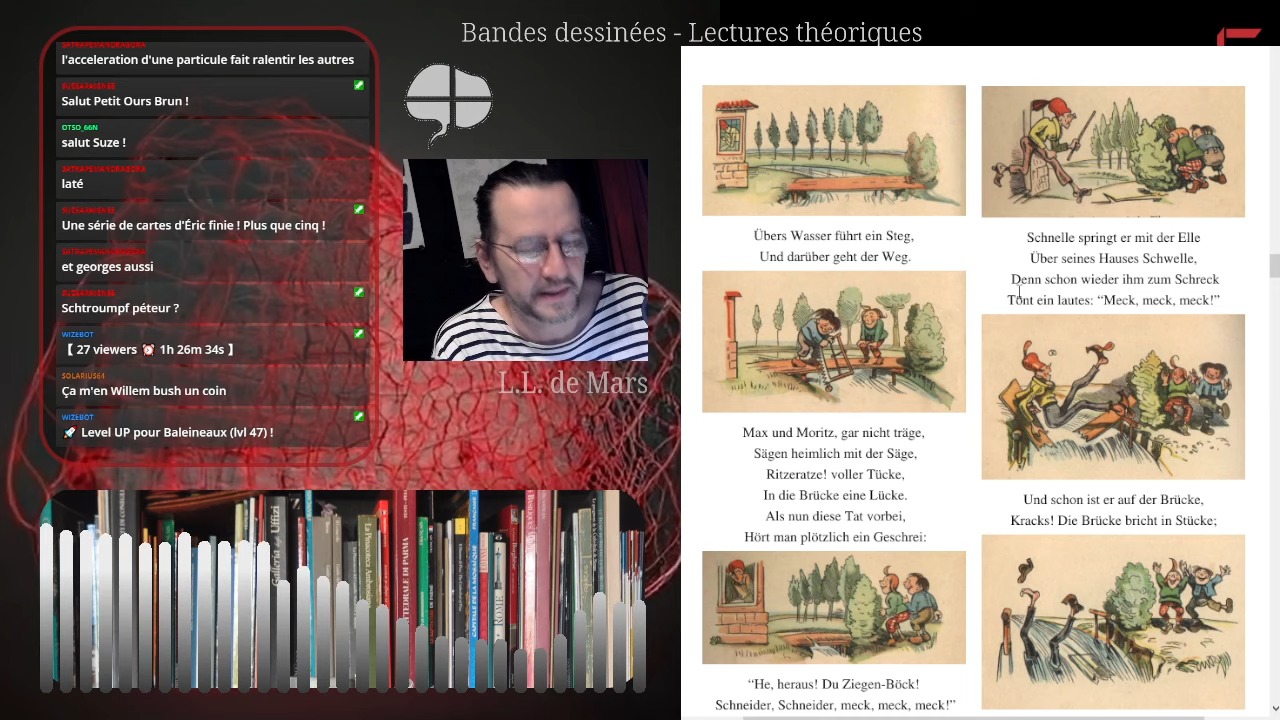 Bandes dessinées - Lectures théoriques
l'acceleration d'une particule fait ralentir les autres
Salut Petit Ours Brun !
OTSO_66N
salut Suze !
laté
Une série de cartes d'Éric finie ! Plus que cinq !
et georges aussi
Schtroumpf péteur ?
WIZEBOT
【 27 viewers ⏰ 1h 26m 34s 】
SOLARIUS64
Ça m'en Willem bush un coin
WIZEBOT
🚀 Level UP pour Baleineaux (lvl 47) !
L.L. de Mars
Übers Wasser führt ein Steg,
Und darüber geht der Weg.
Max und Moritz, gar nicht träge,
Sägen heimlich mit der Säge,
Ritzeratze! voller Tücke,
In die Brücke eine Lücke.
Als nun diese Tat vorbei,
Hört man plötzlich ein Geschrei:
“He, heraus! Du Ziegen-Böck!
Schneider, Schneider, meck, meck, meck!”
Schnelle springt er mit der Elle
Über seines Hauses Schwelle,
Denn schon wieder ihm zum Schreck
Tönt ein lautes: “Meck, meck, meck!”
Und schon ist er auf der Brücke,
Kracks! Die Brücke bricht in Stücke;